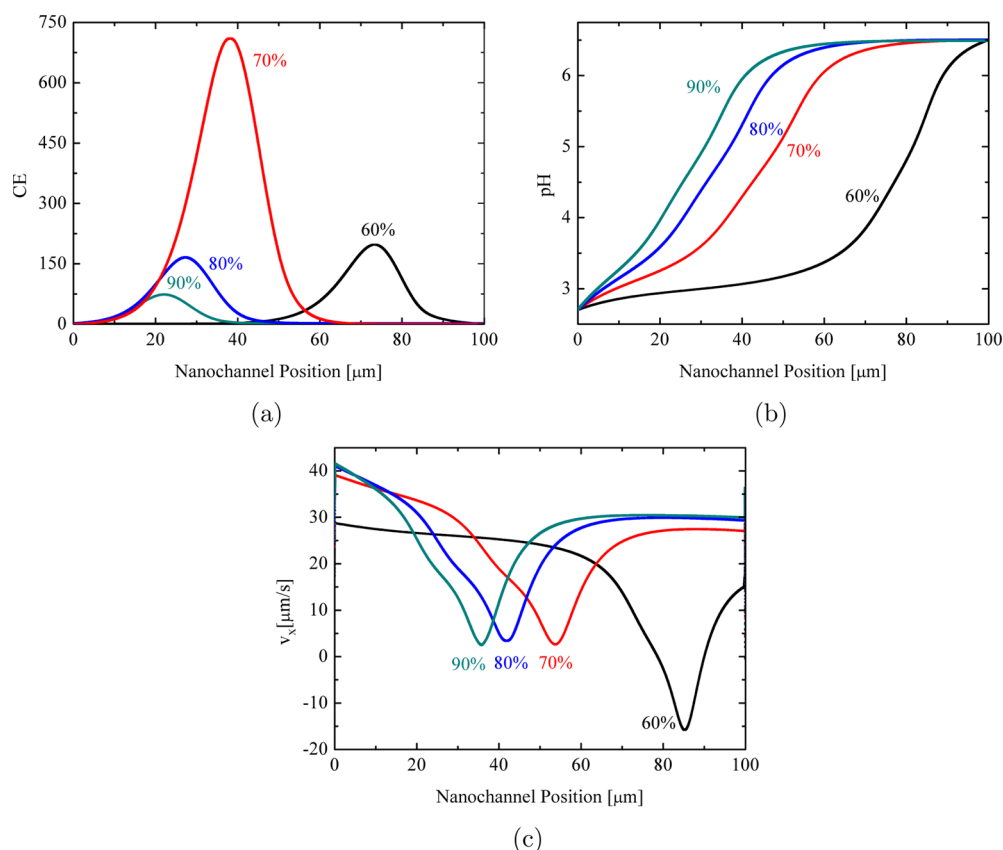 750
600
450
300
150
0
CE
70%
60%
80%
90%
0 20 40 60 80 100
Nanochannel Position [μm]
(a)
6
5
4
3
pH
90%
80%
70%
60%
0 20 40 60 80 100
Nanochannel Position [μm]
(b)
40
30
20
10
0
-10
-20
vₓ[μm/s]
90% 80% 70%
60%
0 20 40 60 80 100
Nanochannel Position [μm]
(c)